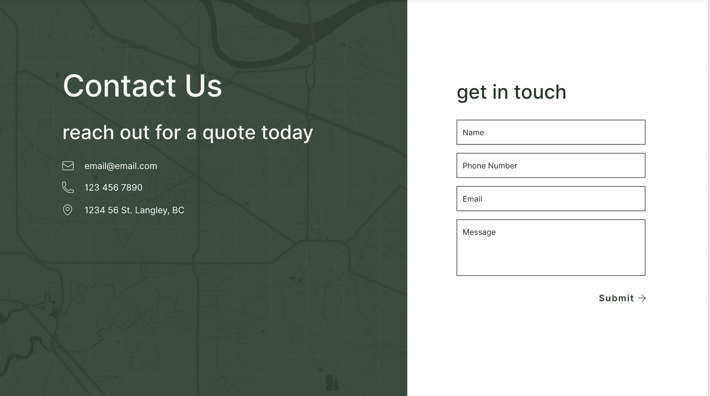 Contact Us
reach out for a quote today
email@email.com
123 456 7890
1234 56 St. Langley, BC
get in touch
Name
Phone Number
Email
Message
Submit